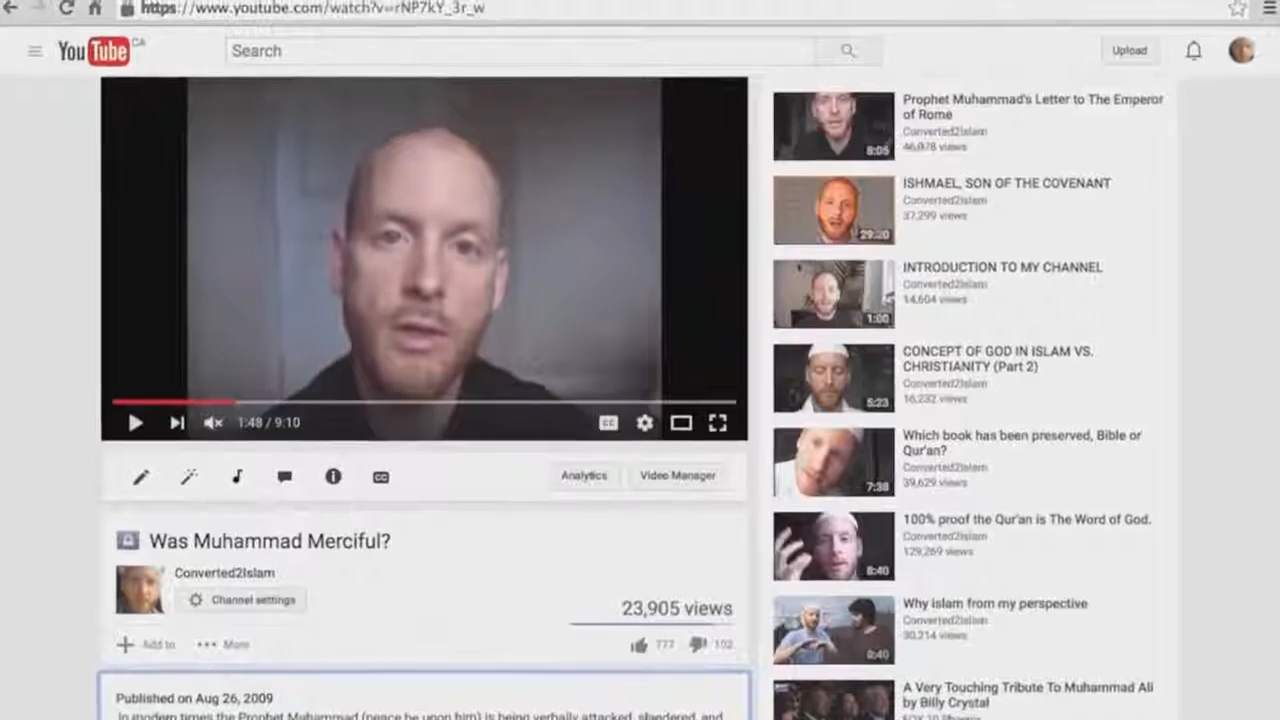 https://www.youtube.com/watch?v=rNP7kY_3r_w
YouTube CA
Search
Upload
1:48 / 9:10
CC
Analytics
Video Manager
Was Muhammad Merciful?
Converted2Islam
Channel settings
23,905 views
Add to
More
777
102
Published on Aug 26, 2009
In modern times the Prophet Muhammad (peace be upon him) is being verbally attacked, slandered, and
Prophet Muhammad's Letter to The Emperor
of Rome
Converted2Islam
46,078 views
8:05
ISHMAEL, SON OF THE COVENANT
Converted2Islam
37,299 views
29:20
INTRODUCTION TO MY CHANNEL
Converted2Islam
14,604 views
1:00
CONCEPT OF GOD IN ISLAM VS.
CHRISTIANITY (Part 2)
Converted2Islam
16,232 views
5:23
Which book has been preserved, Bible or
Qur'an?
Converted2Islam
39,629 views
7:38
100% proof the Qur'an is The Word of God.
Converted2Islam
129,269 views
8:40
Why islam from my perspective
Converted2Islam
30,214 views
8:40
A Very Touching Tribute To Muhammad Ali
by Billy Crystal
FOX 10 Phoenix